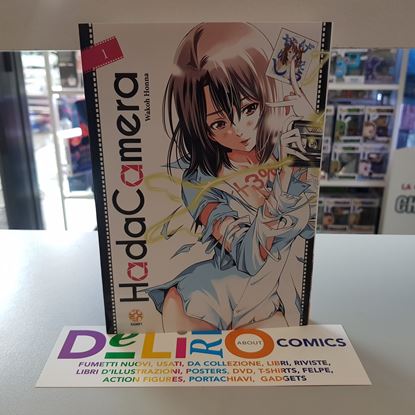 1
HadaCamera
Wakoh Honna
DeLiRO ABOUT COMICS
FUMETTI NUOVI, USATI, DA COLLEZIONE, LIBRI, RIVISTE,
LIBRI D'ILLUSTRAZIONI, POSTERS, DVD, T-SHIRTS, FELPE,
ACTION FIGURES, PORTACHIAVI, GADGETS
LA